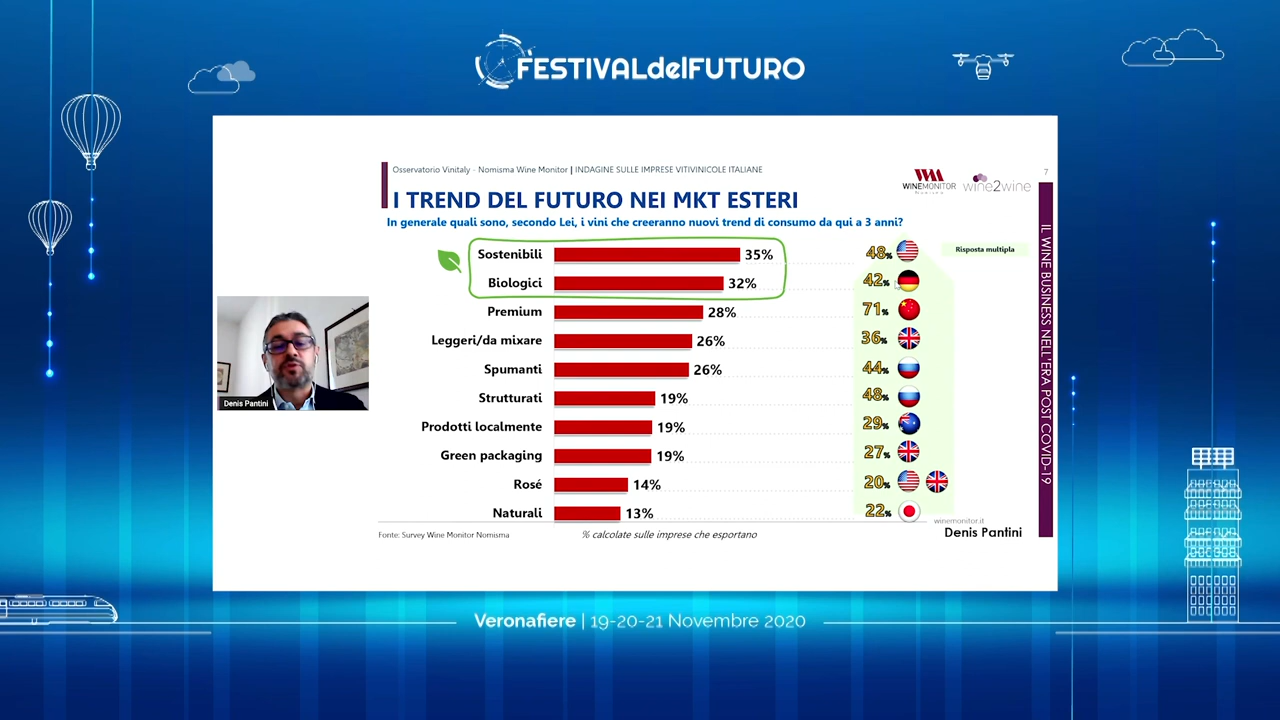 FESTIVALdelFUTURO
Osservatorio Vinitaly - Nomisma Wine Monitor | INDAGINE SULLE IMPRESE VITIVINICOLE ITALIANE
WINEMONITOR
Nomisma
wine2wine
7
I TREND DEL FUTURO NEI MKT ESTERI
In generale quali sono, secondo Lei, i vini che creeranno nuovi trend di consumo da qui a 3 anni?
Risposta multipla
Sostenibili 35% 48%
Biologici 32% 42%
Premium 28% 71%
Leggeri/da mixare 26% 36%
Spumanti 26% 44%
Strutturati 19% 48%
Prodotti localmente 19% 29%
Green packaging 19% 27%
Rosé 14% 20%
Naturali 13% 22%
IL WINE BUSINESS NELL'ERA POST COVID-19
Denis Pantini
winemonitor.it
Fonte: Survey Wine Monitor Nomisma
% calcolate sulle imprese che esportano
Denis Pantini
Veronafiere | 19-20-21 Novembre 2020